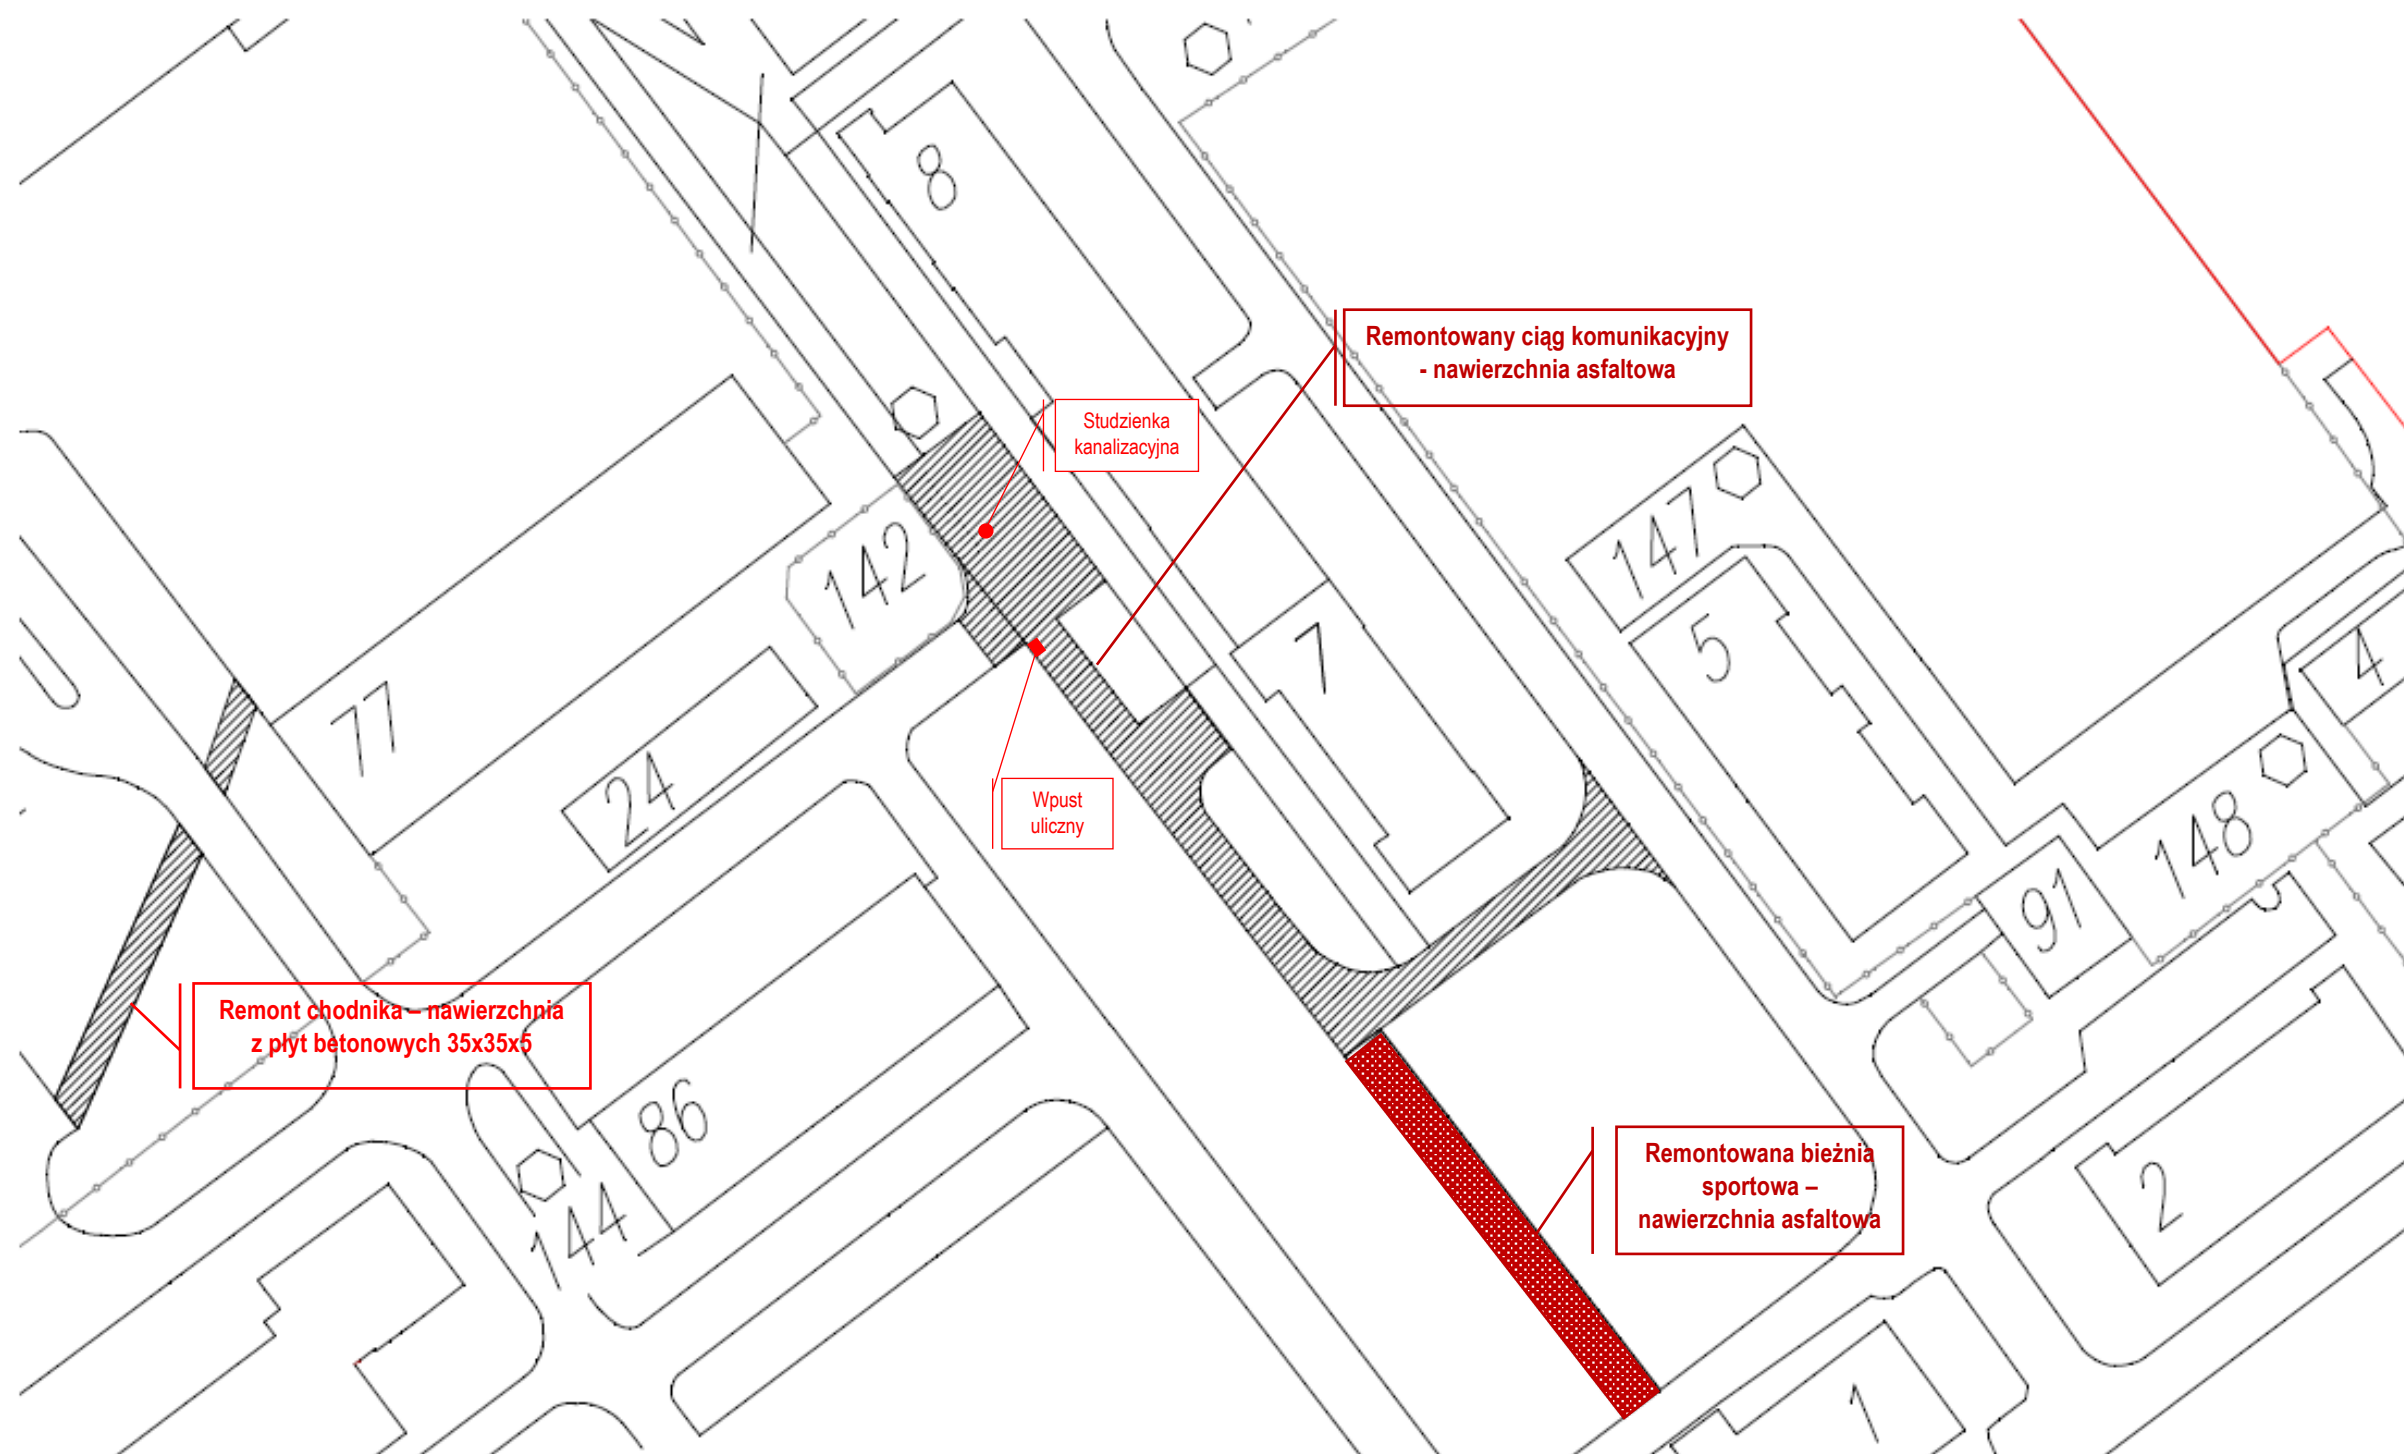 8
Remontowany ciąg komunikacyjny
- nawierzchnia asfaltowa
Studzienka
kanalizacyjna
147
142
5
4
7
77
24
Wpust
uliczny
148
91
Remont chodnika – nawierzchnia
z płyt betonowych 35x35x5
86
Remontowana bieżnia
sportowa –
nawierzchnia asfaltowa
2
144
1